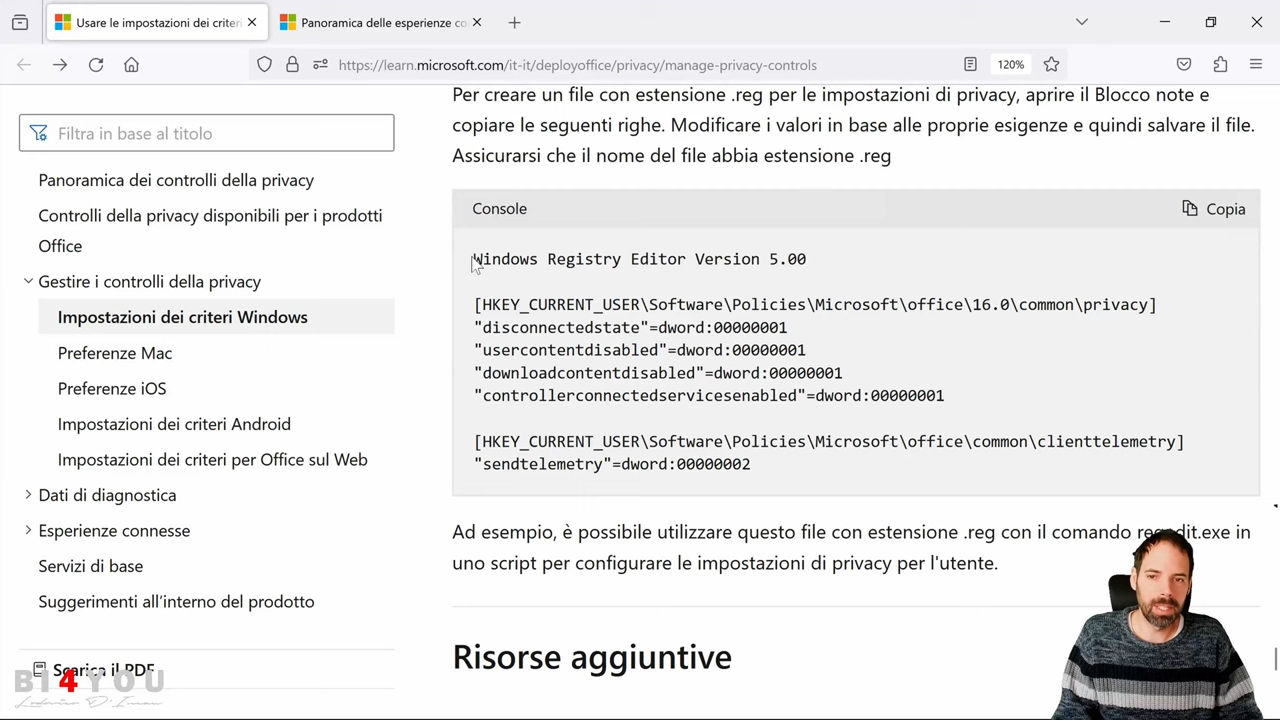 Usare le impostazioni dei criteri
Panoramica delle esperienze co
https://learn.microsoft.com/it-it/deployoffice/privacy/manage-privacy-controls
120%
Filtra in base al titolo
Panoramica dei controlli della privacy
Controlli della privacy disponibili per i prodotti
Office
Gestire i controlli della privacy
Impostazioni dei criteri Windows
Preferenze Mac
Preferenze iOS
Impostazioni dei criteri Android
Impostazioni dei criteri per Office sul Web
Dati di diagnostica
Esperienze connesse
Servizi di base
Suggerimenti all’interno del prodotto
Scarica il PDF
BI4YOU
Per creare un file con estensione .reg per le impostazioni di privacy, aprire il Blocco note e
copiare le seguenti righe. Modificare i valori in base alle proprie esigenze e quindi salvare il file.
Assicurarsi che il nome del file abbia estensione .reg
Console
Copia
Windows Registry Editor Version 5.00
[HKEY_CURRENT_USER\Software\Policies\Microsoft\office\16.0\common\privacy]
"disconnectedstate"=dword:00000001
"usercontentdisabled"=dword:00000001
"downloadcontentdisabled"=dword:00000001
"controllerconnectedservicesenabled"=dword:00000001
[HKEY_CURRENT_USER\Software\Policies\Microsoft\office\common\clienttelemetry]
"sendtelemetry"=dword:00000002
Ad esempio, è possibile utilizzare questo file con estensione .reg con il comando regedit.exe in
uno script per configurare le impostazioni di privacy per l'utente.
Risorse aggiuntive